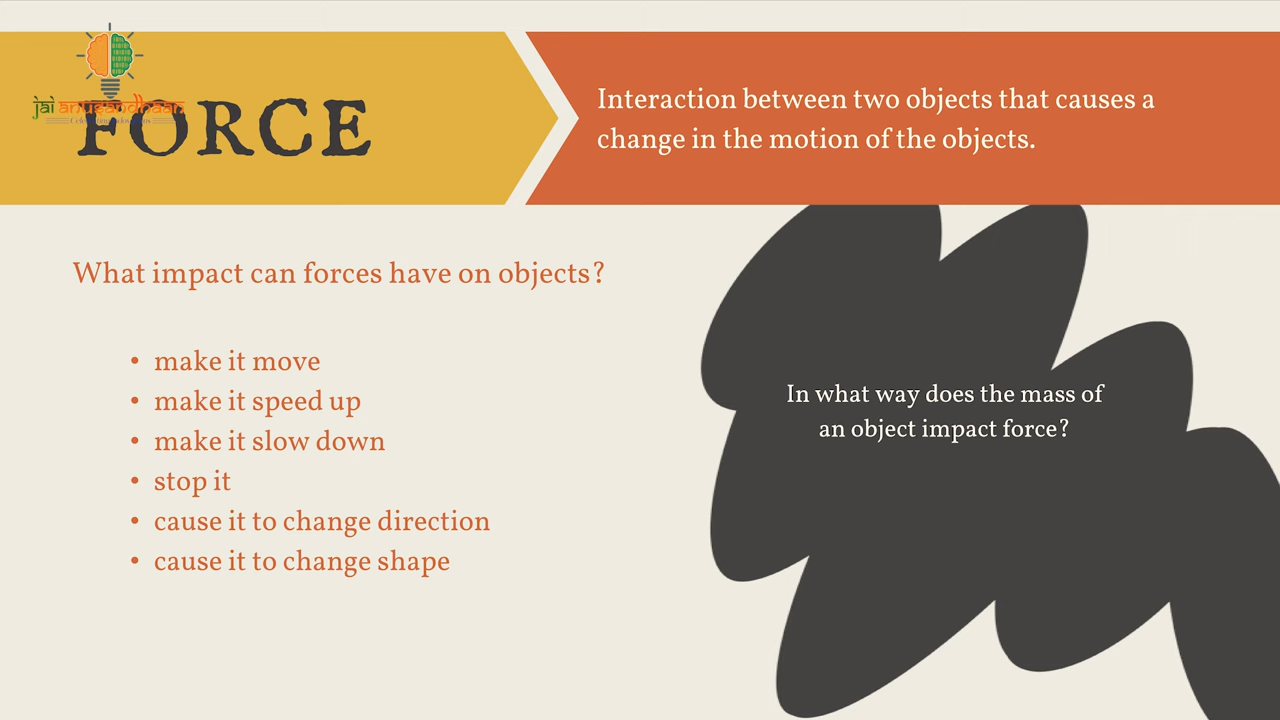 jai anusandhaan
FORCE
Interaction between two objects that causes a
change in the motion of the objects.
What impact can forces have on objects?
• make it move
• make it speed up
• make it slow down
• stop it
• cause it to change direction
• cause it to change shape
In what way does the mass of
an object impact force?